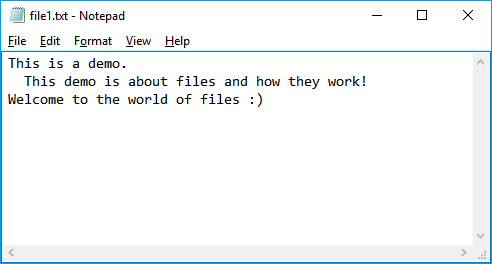 file1.txt - Notepad
File Edit Format View Help
This is a demo.
  This demo is about files and how they work!
Welcome to the world of files :)